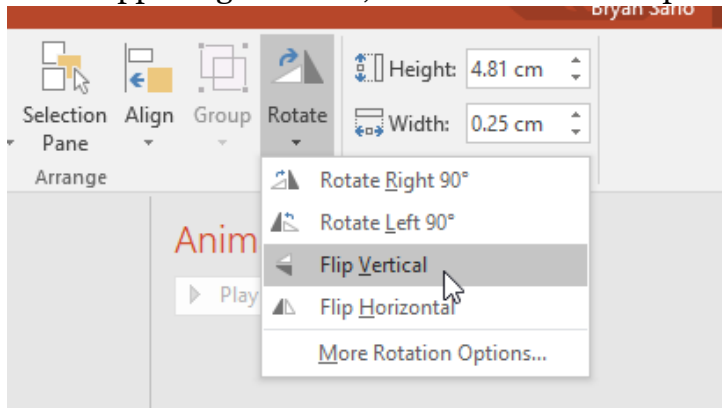 Bryan Saño
Selection Pane
Align
Group
Rotate
Height: 4.81 cm
Width: 0.25 cm
Arrange
Rotate Right 90°
Rotate Left 90°
Flip Vertical
Flip Horizontal
More Rotation Options...
Anim
Play